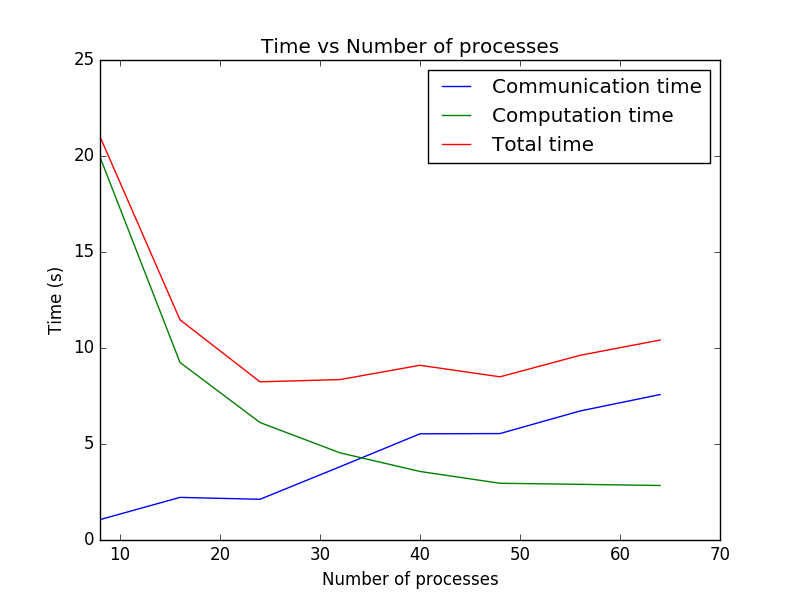 Time vs Number of processes
Communication time
Computation time
Total time
25
20
15
10
5
0
Time (s)
10 20 30 40 50 60 70
Number of processes